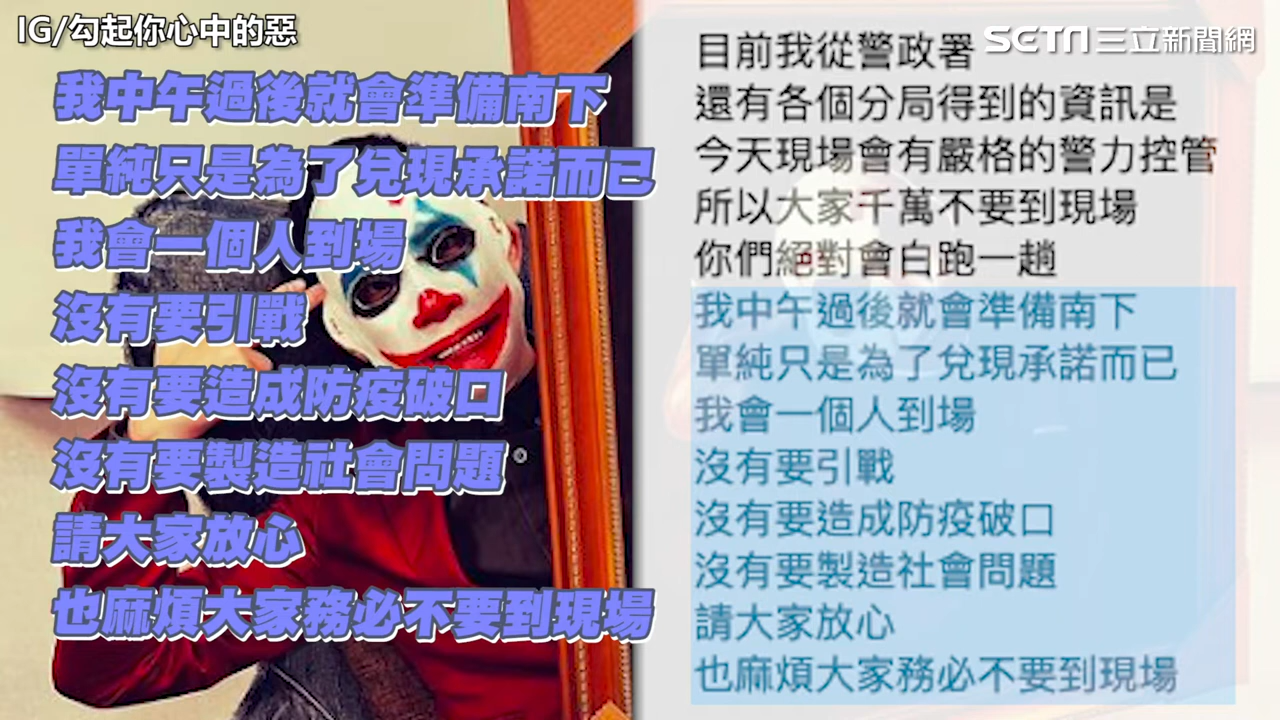 IG/勾起你心中的惡
我中午過後就會準備南下
單純只是為了兌現承諾而已
我會一個人到場
沒有要引戰
沒有要造成防疫破口
沒有要製造社會問題
請大家放心
也麻煩大家務必不要到現場
SETN三立新聞網
目前我從警政署
還有各個分局得到的資訊是
今天現場會有嚴格的警力控管
所以大家千萬不要到現場
你們絕對會白跑一趟
我中午過後就會準備南下
單純只是為了兌現承諾而已
我會一個人到場
沒有要引戰
沒有要造成防疫破口
沒有要製造社會問題
請大家放心
也麻煩大家務必不要到現場